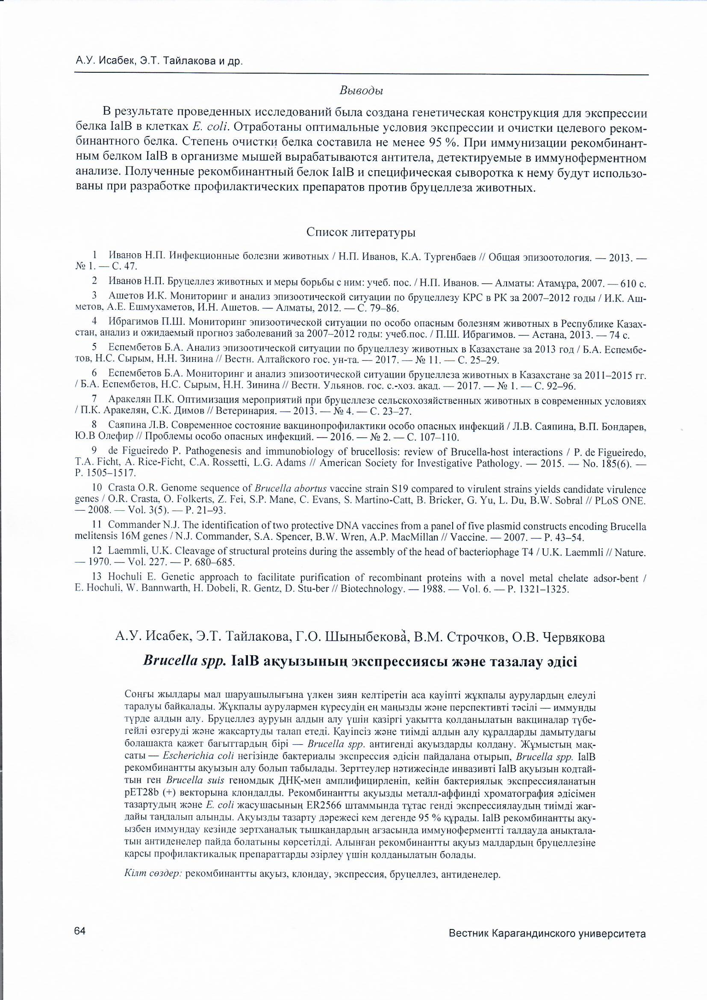 А.У. Исабек, Э.Т. Тайлакова и др.
Выводы
В результате проведенных исследований была создана генетическая конструкция для экспрессии
белка IalB в клетках E. coli. Отработаны оптимальные условия экспрессии и очистки целевого реком-
бинантного белка. Степень очистки белка составила не менее 95 %. При иммунизации рекомбинант-
ным белком IalB в организме мышей вырабатываются антитела, детектируемые в иммуноферментном
анализе. Полученные рекомбинантный белок IalB и специфическая сыворотка к нему будут использо-
ваны при разработке профилактических препаратов против бруцеллеза животных.
Список литературы
1 Иванов Н.П. Инфекционные болезни животных / Н.П. Иванов, К.А. Тургенбаев // Общая эпизоотология. — 2013. —
№ 1. — С. 47.
2 Иванов Н.П. Бруцеллез животных и меры борьбы с ним: учеб. пос. / Н.П. Иванов. — Алматы: Атамұра, 2007. — 610 с.
3 Ашетов И.К. Мониторинг и анализ эпизоотической ситуации по бруцеллезу КРС в РК за 2007–2012 годы / И.К. Аш-
метов, А.Е. Ешмухаметов, И.Н. Ашетов. — Алматы, 2012. — С. 79–86.
4 Ибрагимов П.Ш. Мониторинг эпизоотической ситуации по особо опасным болезням животных в Республике Казах-
стан, анализ и ожидаемый прогноз заболеваний за 2007–2012 годы: учеб.пос. / П.Ш. Ибрагимов. — Астана, 2013. — 74 с.
5 Еспембетов Б.А. Анализ эпизоотической ситуации по бруцеллезу животных в Казахстане за 2013 год / Б.А. Еспембе-
тов, Н.С. Сырым, Н.Н. Зинина // Вестн. Алтайского гос. ун-та. — 2017. — № 11. — С. 25–29.
6 Еспембетов Б.А. Мониторинг и анализ эпизоотической ситуации бруцеллеза животных в Казахстане за 2011–2015 гг.
/ Б.А. Еспембетов, Н.С. Сырым, Н.Н. Зинина // Вестн. Ульянов. гос. с.-хоз. акад. — 2017. — № 1. — С. 92–96.
7 Аракелян П.К. Оптимизация мероприятий при бруцеллезе сельскохозяйственных животных в современных условиях
/ П.К. Аракелян, С.К. Димов // Ветеринария. — 2013. — № 4. — С. 23–27.
8 Саяпина Л.В. Современное состояние вакцинопрофилактики особо опасных инфекций / Л.В. Саяпина, В.П. Бондарев,
Ю.В Олефир // Проблемы особо опасных инфекций. — 2016. — № 2. — С. 107–110.
9 de Figueiredo P. Pathogenesis and immunobiology of brucellosis: review of Brucella-host interactions / P. de Figueiredo,
T.A. Ficht, A. Rice-Ficht, C.A. Rossetti, L.G. Adams // American Society for Investigative Pathology. — 2015. — No. 185(6). —
P. 1505–1517.
10 Crasta O.R. Genome sequence of Brucella abortus vaccine strain S19 compared to virulent strains yields candidate virulence
genes / O.R. Crasta, O. Folkerts, Z. Fei, S.P. Mane, C. Evans, S. Martino-Catt, B. Bricker, G. Yu, L. Du, B.W. Sobral // PLoS ONE.
— 2008. — Vol. 3(5). — P. 21–93.
11 Commander N.J. The identification of two protective DNA vaccines from a panel of five plasmid constructs encoding Brucella
melitensis 16M genes / N.J. Commander, S.A. Spencer, B.W. Wren, A.P. MacMillan // Vaccine. — 2007. — P. 43–54.
12 Laemmli, U.K. Cleavage of structural proteins during the assembly of the head of bacteriophage T4 / U.K. Laemmli // Nature.
— 1970. — Vol. 227. — P. 680–685.
13 Hochuli E. Genetic approach to facilitate purification of recombinant proteins with a novel metal chelate adsor-bent /
E. Hochuli, W. Bannwarth, H. Dobeli, R. Gentz, D. Stu-ber // Biotechnology. — 1988. — Vol. 6. — P. 1321–1325.
А.У. Исабек, Э.Т. Тайлакова, Г.О. Шыныбекова, В.М. Строчков, О.В. Червякова
Brucella spp. IalB ақуызының экспрессиясы және тазалау әдісі
Соңғы жылдары мал шаруашылығына үлкен зиян келтіретін аса қауіпті жұқпалы аурулардың елеулі
таралуы байқалады. Жұқпалы аурулармен күресудің ең маңызды және перспективті тәсілі — иммунды
түрде алдын алу. Бруцеллез ауруын алдын алу үшін қазіргі уақытта қолданылатын вакциналар түбе-
гейлі өзгеруді және жақсартуды талап етеді. Қауіпсіз және тиімді алдын алу құралдарды дамытудағы
болашақта қажет бағыттардың бірі — Brucella spp. антигенді ақуыздарды қолдану. Жұмыстың мақ-
саты — Escherichia coli негізінде бактериалы экспрессия әдісін пайдалана отырып, Brucella spp. IalB
рекомбинантты ақуызын алу болып табылады. Зерттеулер нәтижесінде инвазивті IalB ақуызын кодтай-
тын ген Brucella suis геномдық ДНҚ-мен амплифицирленіп, кейін бактериялық экспрессияланатын
pET28b (+) векторына клондалды. Рекомбинантты ақуызды металл-аффинді хроматография әдісімен
тазартудың және E. coli жасушасының ER2566 штаммында тұтас генді экспрессиялаудың тиімді жағ-
дайы таңдалып алынды. Ақуызды тазарту дәрежесі кем дегенде 95 % құрады. IalB рекомбинантты ақу-
ызбен иммундау кезінде зертханалық тышқандардың ағзасында иммуноферментті талдауда анықтала-
тын антиденелер пайда болатыны көрсетілді. Алынған рекомбинантты ақуыз малдардың бруцеллезіне
қарсы профилактикалық препараттарды әзірлеу үшін қолданылатын болады.
Кілт сөздер: рекомбинантты ақуыз, клондау, экспрессия, бруцеллез, антиденелер.
64
Вестник Карагандинского университета